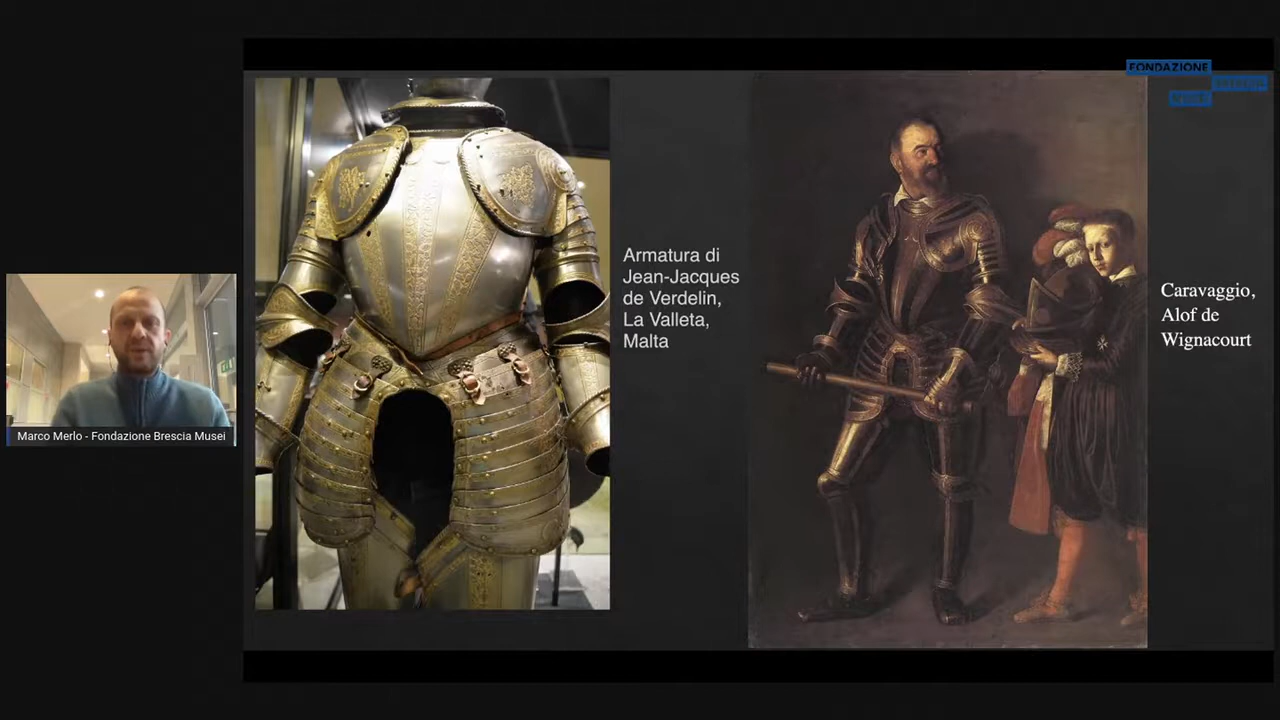 FONDAZIONE
Armatura di
Jean-Jacques
de Verdelin,
La Valleta,
Malta
Caravaggio,
Alof de
Wignacourt
Marco Merlo - Fondazione Brescia Musei